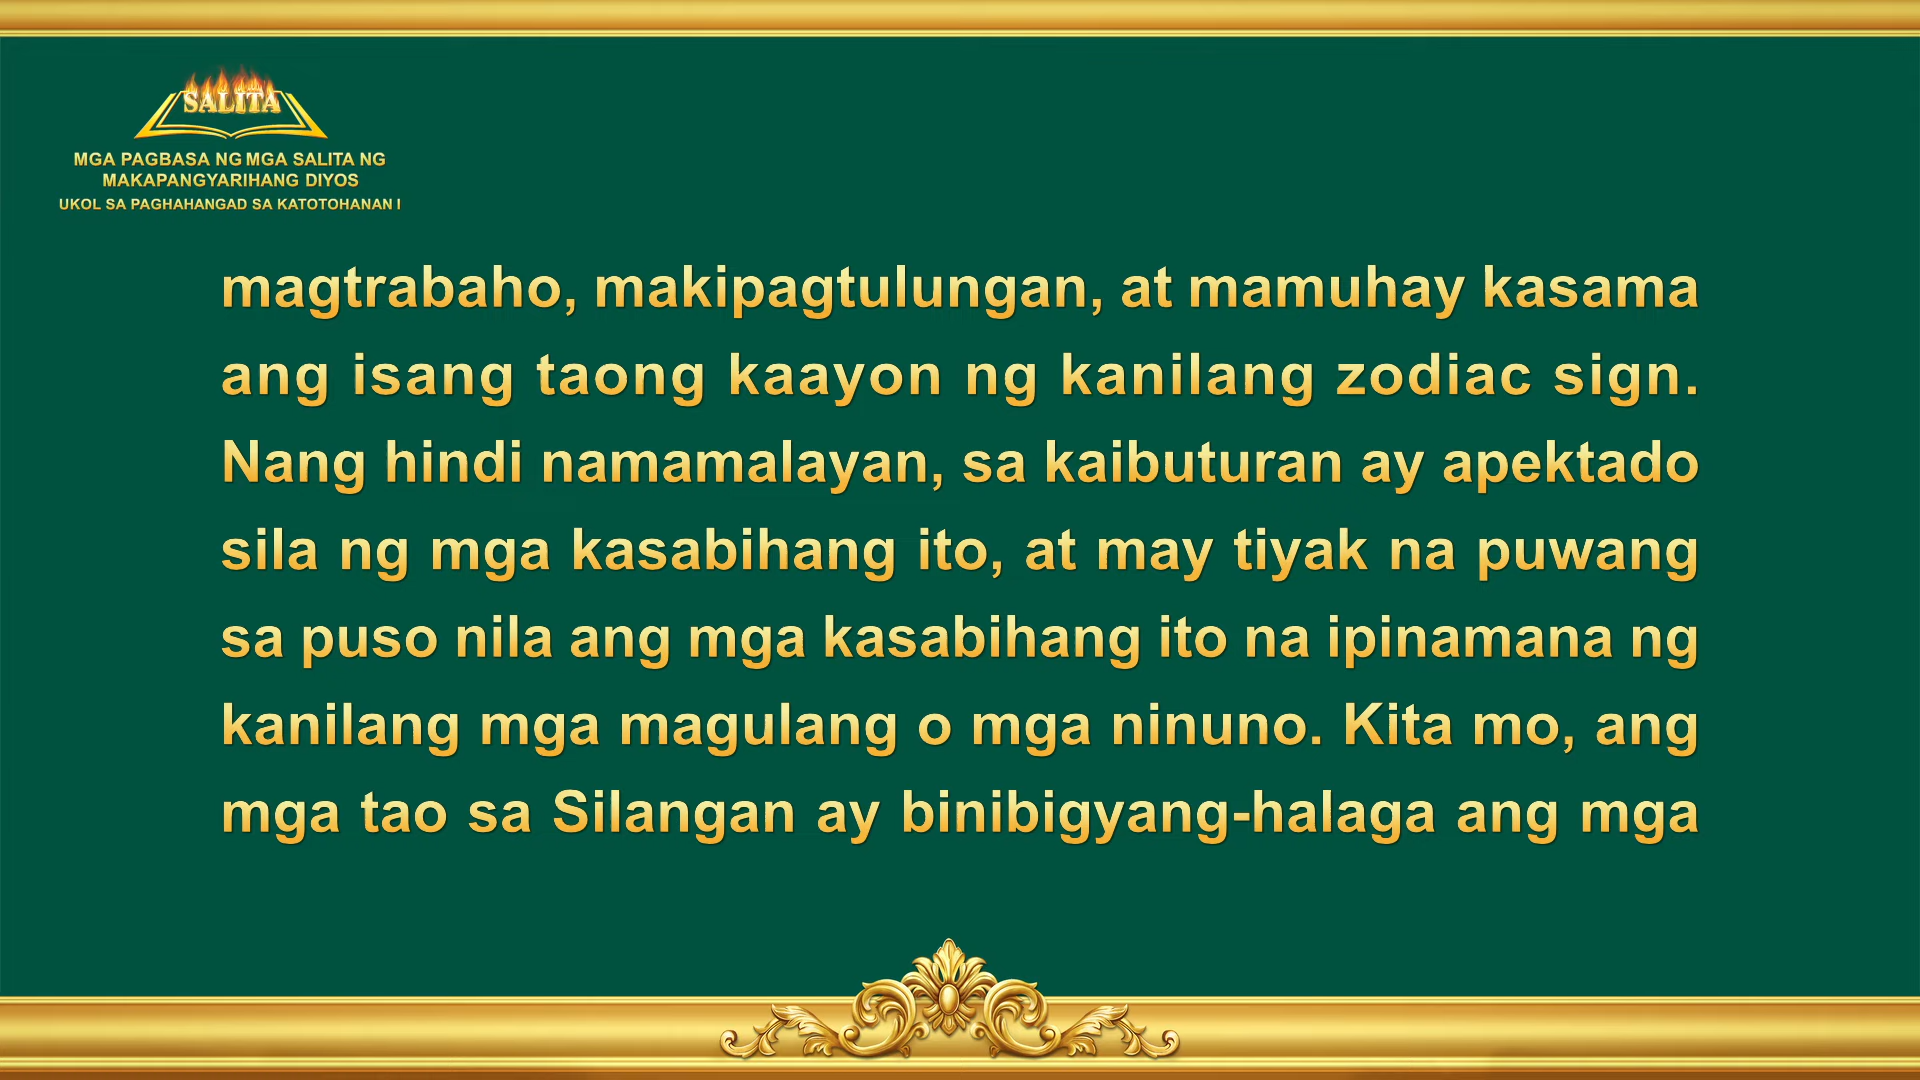 SALITA
MGA PAGBASA NG MGA SALITA NG
MAKAPANGYARIHANG DIYOS
UKOL SA PAGHAHANGAD SA KATOTOHANAN I
magtrabaho, makipagtulungan, at mamuhay kasama
ang isang taong kaayon ng kanilang zodiac sign.
Nang hindi namamalayan, sa kaibuturan ay apektado
sila ng mga kasabihang ito, at may tiyak na puwang
sa puso nila ang mga kasabihang ito na ipinamana ng
kanilang mga magulang o mga ninuno. Kita mo, ang
mga tao sa Silangan ay binibigyang-halaga ang mga